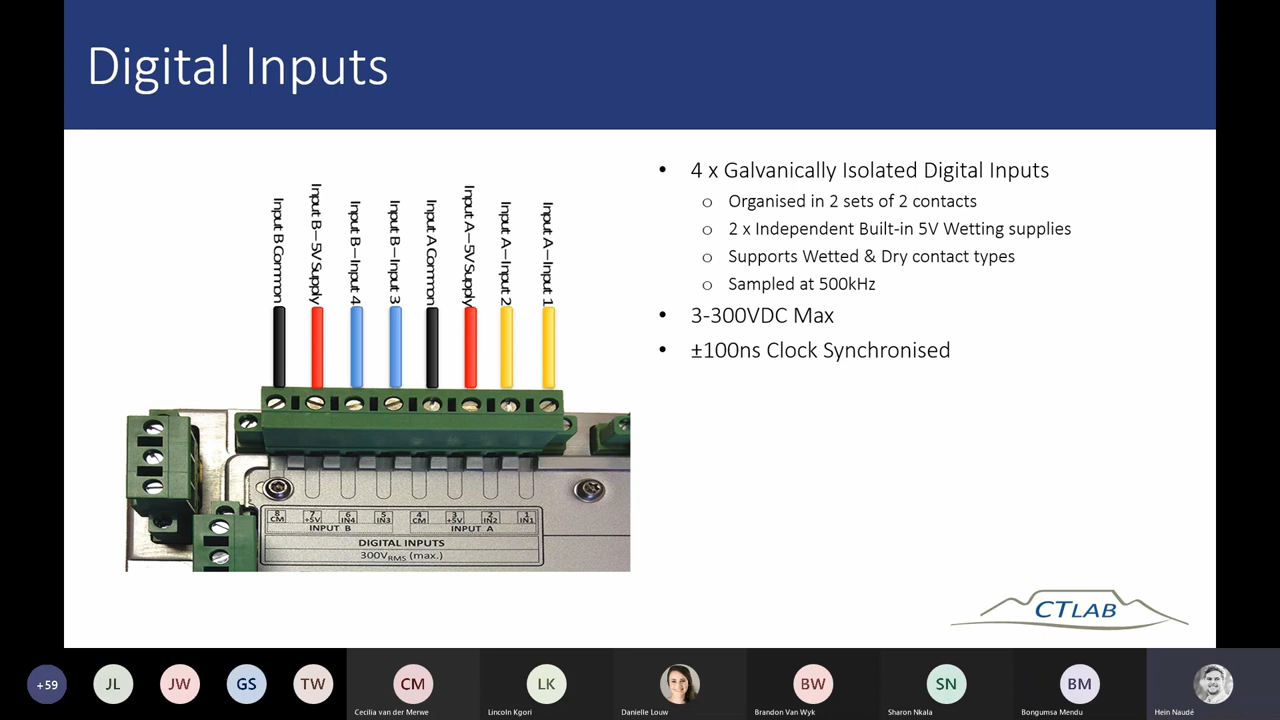 Digital Inputs
• 4 x Galvanically Isolated Digital Inputs
o Organised in 2 sets of 2 contacts
o 2 x Independent Built-in 5V Wetting supplies
o Supports Wetted & Dry contact types
o Sampled at 500kHz
• 3-300VDC Max
• ±100ns Clock Synchronised
Input B Common
Input B – 5V Supply
Input B – Input 4
Input B – Input 3
Input A Common
Input A – 5V Supply
Input A – Input 2
Input A – Input 1
8 7 6 5 4 3 2 1
CM +5V IN4 IN3 CM +5V IN2 IN1
INPUT B INPUT A
DIGITAL INPUTS
300VRMS (max.)
CTLAB
+59 JL JW GS TW CM LK BW SN BM
Cecilia van der Merwe Lincoln Kgori Danielle Louw Brandon Van Wyk Sharon Nkala Bongumsa Mendu Hein Naudé